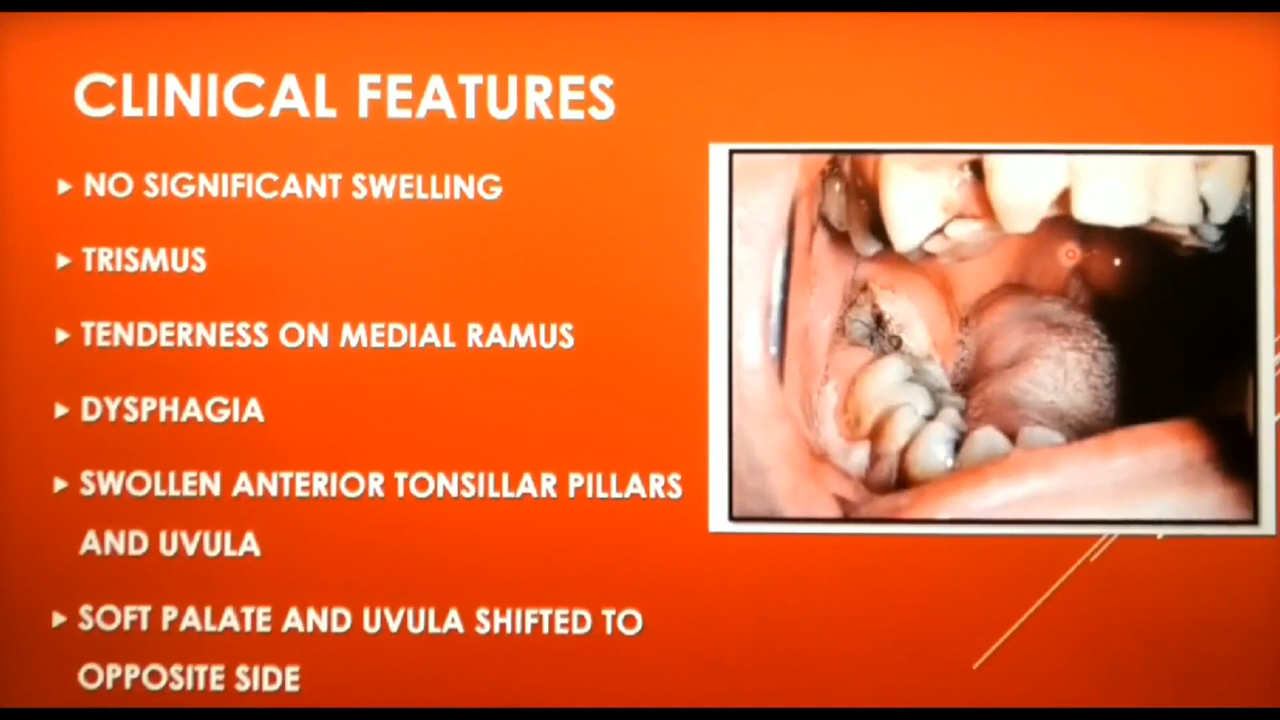 CLINICAL FEATURES
NO SIGNIFICANT SWELLING
TRISMUS
TENDERNESS ON MEDIAL RAMUS
DYSPHAGIA
SWOLLEN ANTERIOR TONSILLAR PILLARS
AND UVULA
SOFT PALATE AND UVULA SHIFTED TO
OPPOSITE SIDE